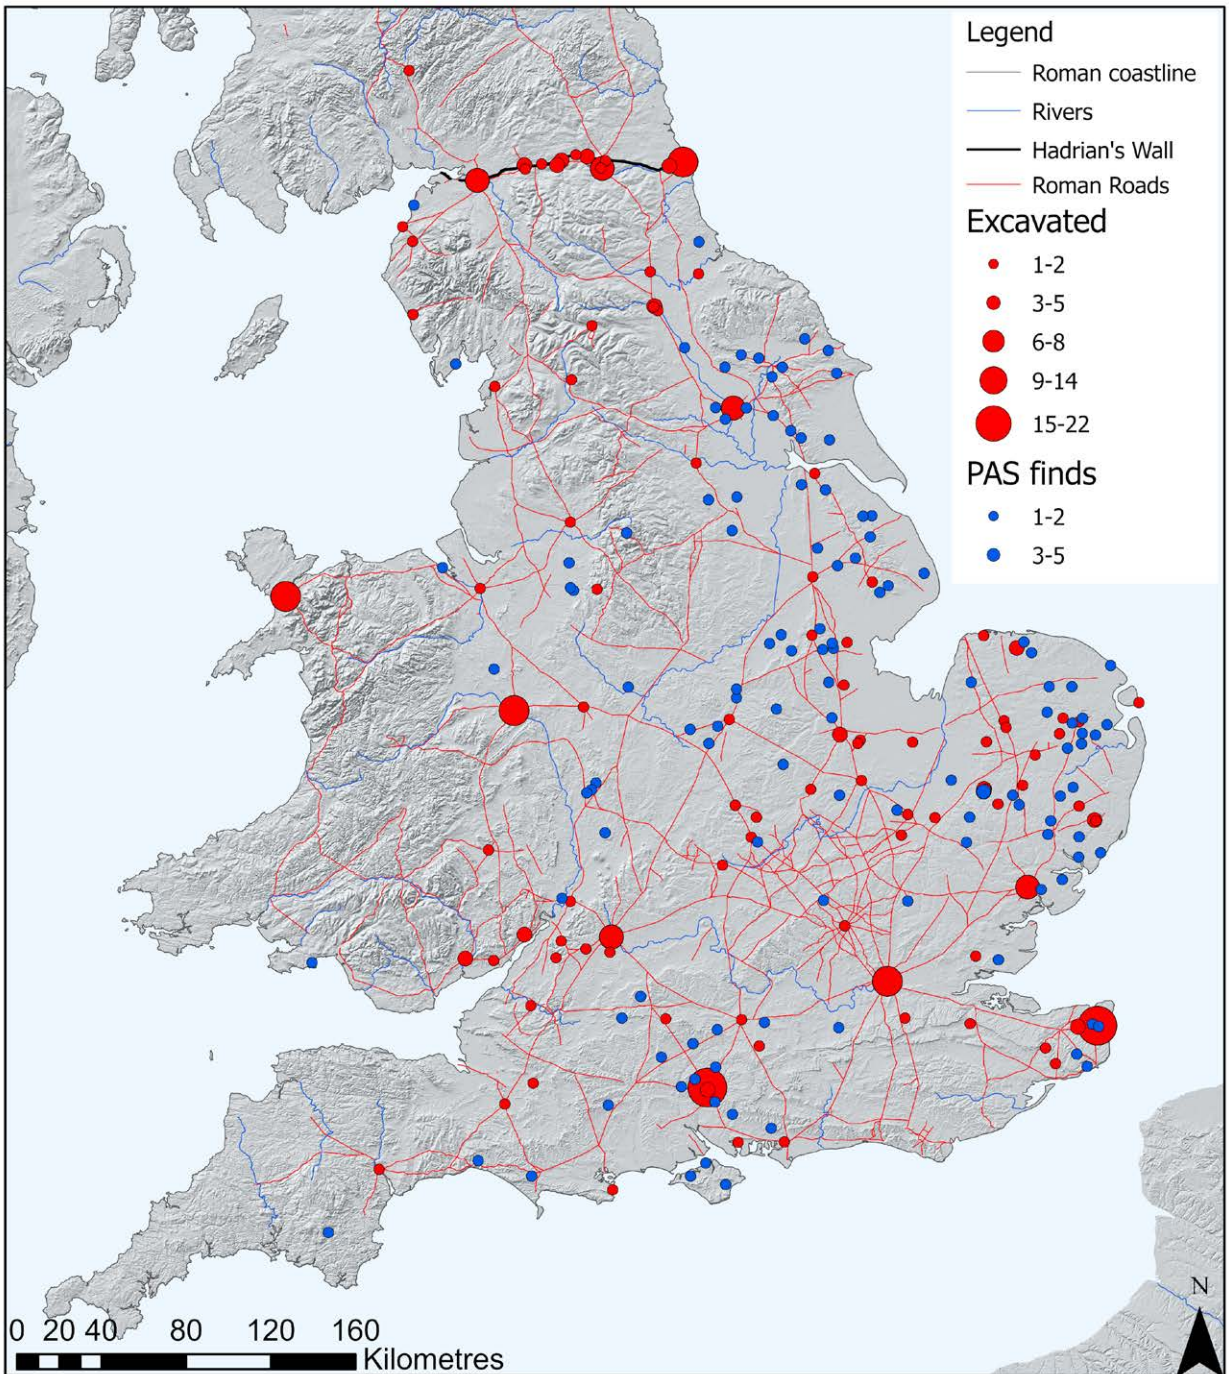 Legend
Roman coastline
Rivers
Hadrian's Wall
Roman Roads
Excavated
1-2
3-5
6-8
9-14
15-22
PAS finds
1-2
3-5
N
0 20 40 80 120 160
Kilometres